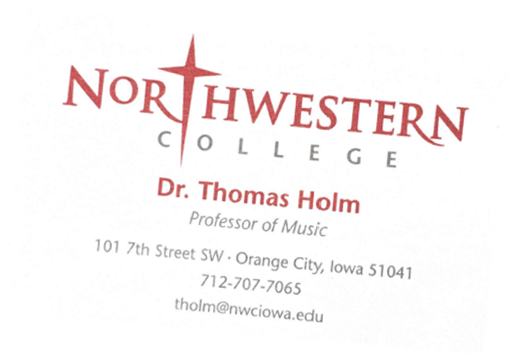 NORTHWESTERN
COLLEGE
Dr. Thomas Holm
Professor of Music
101 7th Street SW · Orange City, Iowa 51041
712-707-7065
tholm@nwciowa.edu